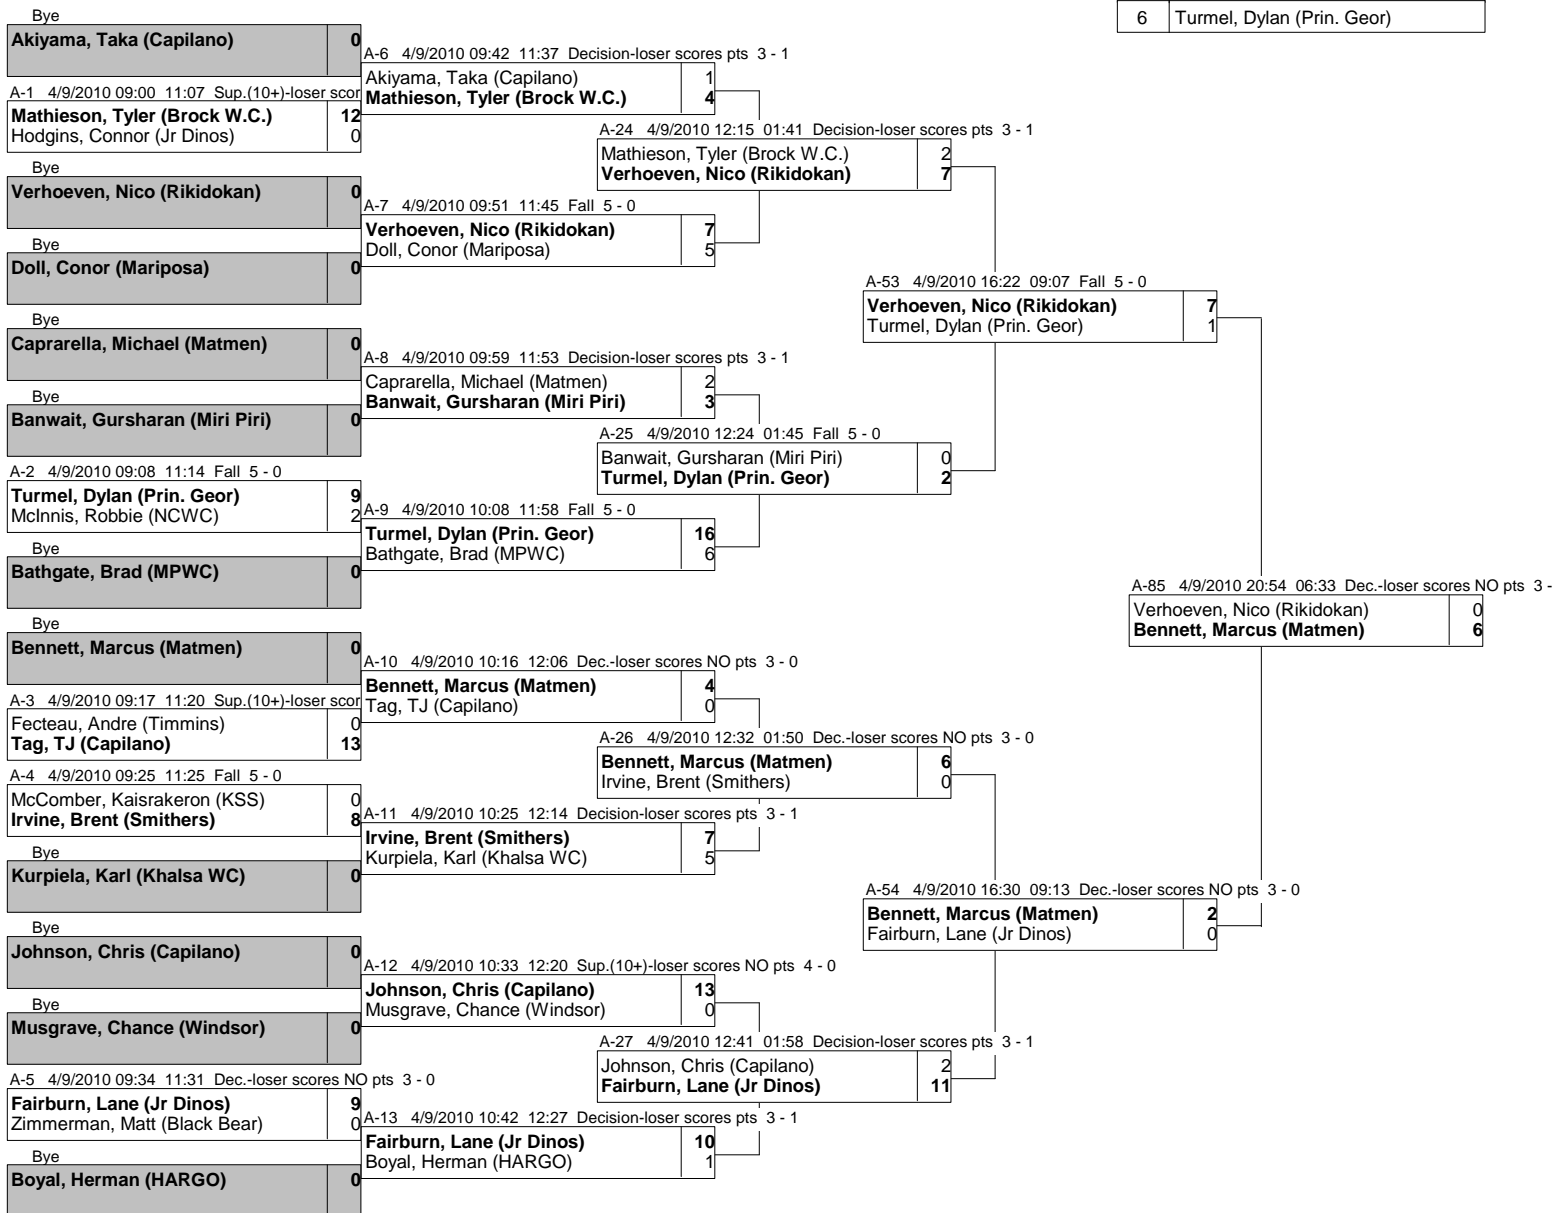 6 Turmel, Dylan (Prin. Geor)
Bye
Akiyama, Taka (Capilano) 0
A-1 4/9/2010 09:00 11:07 Sup.(10+)-loser scor
Mathieson, Tyler (Brock W.C.) 12
Hodgins, Connor (Jr Dinos) 0
Bye
Verhoeven, Nico (Rikidokan) 0
Bye
Doll, Conor (Mariposa) 0
Bye
Caprarella, Michael (Matmen) 0
Bye
Banwait, Gursharan (Miri Piri) 0
A-2 4/9/2010 09:08 11:14 Fall 5 - 0
Turmel, Dylan (Prin. Geor) 9
McInnis, Robbie (NCWC) 2
Bye
Bathgate, Brad (MPWC) 0
Bye
Bennett, Marcus (Matmen) 0
A-3 4/9/2010 09:17 11:20 Sup.(10+)-loser scor
Fecteau, Andre (Timmins) 0
Tag, TJ (Capilano) 13
A-4 4/9/2010 09:25 11:25 Fall 5 - 0
McComber, Kaisrakeron (KSS) 0
Irvine, Brent (Smithers) 8
Bye
Kurpiela, Karl (Khalsa WC) 0
Bye
Johnson, Chris (Capilano) 0
Bye
Musgrave, Chance (Windsor) 0
A-5 4/9/2010 09:34 11:31 Dec.-loser scores NO pts 3 - 0
Fairburn, Lane (Jr Dinos) 9
Zimmerman, Matt (Black Bear) 0
Bye
Boyal, Herman (HARGO) 0
A-6 4/9/2010 09:42 11:37 Decision-loser scores pts 3 - 1
Akiyama, Taka (Capilano) 1
Mathieson, Tyler (Brock W.C.) 4
A-7 4/9/2010 09:51 11:45 Fall 5 - 0
Verhoeven, Nico (Rikidokan) 7
Doll, Conor (Mariposa) 5
A-8 4/9/2010 09:59 11:53 Decision-loser scores pts 3 - 1
Caprarella, Michael (Matmen) 2
Banwait, Gursharan (Miri Piri) 3
A-9 4/9/2010 10:08 11:58 Fall 5 - 0
Turmel, Dylan (Prin. Geor) 16
Bathgate, Brad (MPWC) 6
A-10 4/9/2010 10:16 12:06 Dec.-loser scores NO pts 3 - 0
Bennett, Marcus (Matmen) 4
Tag, TJ (Capilano) 0
A-11 4/9/2010 10:25 12:14 Decision-loser scores pts 3 - 1
Irvine, Brent (Smithers) 7
Kurpiela, Karl (Khalsa WC) 5
A-12 4/9/2010 10:33 12:20 Sup.(10+)-loser scores NO pts 4 - 0
Johnson, Chris (Capilano) 13
Musgrave, Chance (Windsor) 0
A-13 4/9/2010 10:42 12:27 Decision-loser scores pts 3 - 1
Fairburn, Lane (Jr Dinos) 10
Boyal, Herman (HARGO) 1
A-24 4/9/2010 12:15 01:41 Decision-loser scores pts 3 - 1
Mathieson, Tyler (Brock W.C.) 2
Verhoeven, Nico (Rikidokan) 7
A-25 4/9/2010 12:24 01:45 Fall 5 - 0
Banwait, Gursharan (Miri Piri) 0
Turmel, Dylan (Prin. Geor) 2
A-26 4/9/2010 12:32 01:50 Dec.-loser scores NO pts 3 - 0
Bennett, Marcus (Matmen) 6
Irvine, Brent (Smithers) 0
A-27 4/9/2010 12:41 01:58 Decision-loser scores pts 3 - 1
Johnson, Chris (Capilano) 2
Fairburn, Lane (Jr Dinos) 11
A-53 4/9/2010 16:22 09:07 Fall 5 - 0
Verhoeven, Nico (Rikidokan) 7
Turmel, Dylan (Prin. Geor) 1
A-54 4/9/2010 16:30 09:13 Dec.-loser scores NO pts 3 - 0
Bennett, Marcus (Matmen) 2
Fairburn, Lane (Jr Dinos) 0
A-85 4/9/2010 20:54 06:33 Dec.-loser scores NO pts 3 -
Verhoeven, Nico (Rikidokan) 0
Bennett, Marcus (Matmen) 6